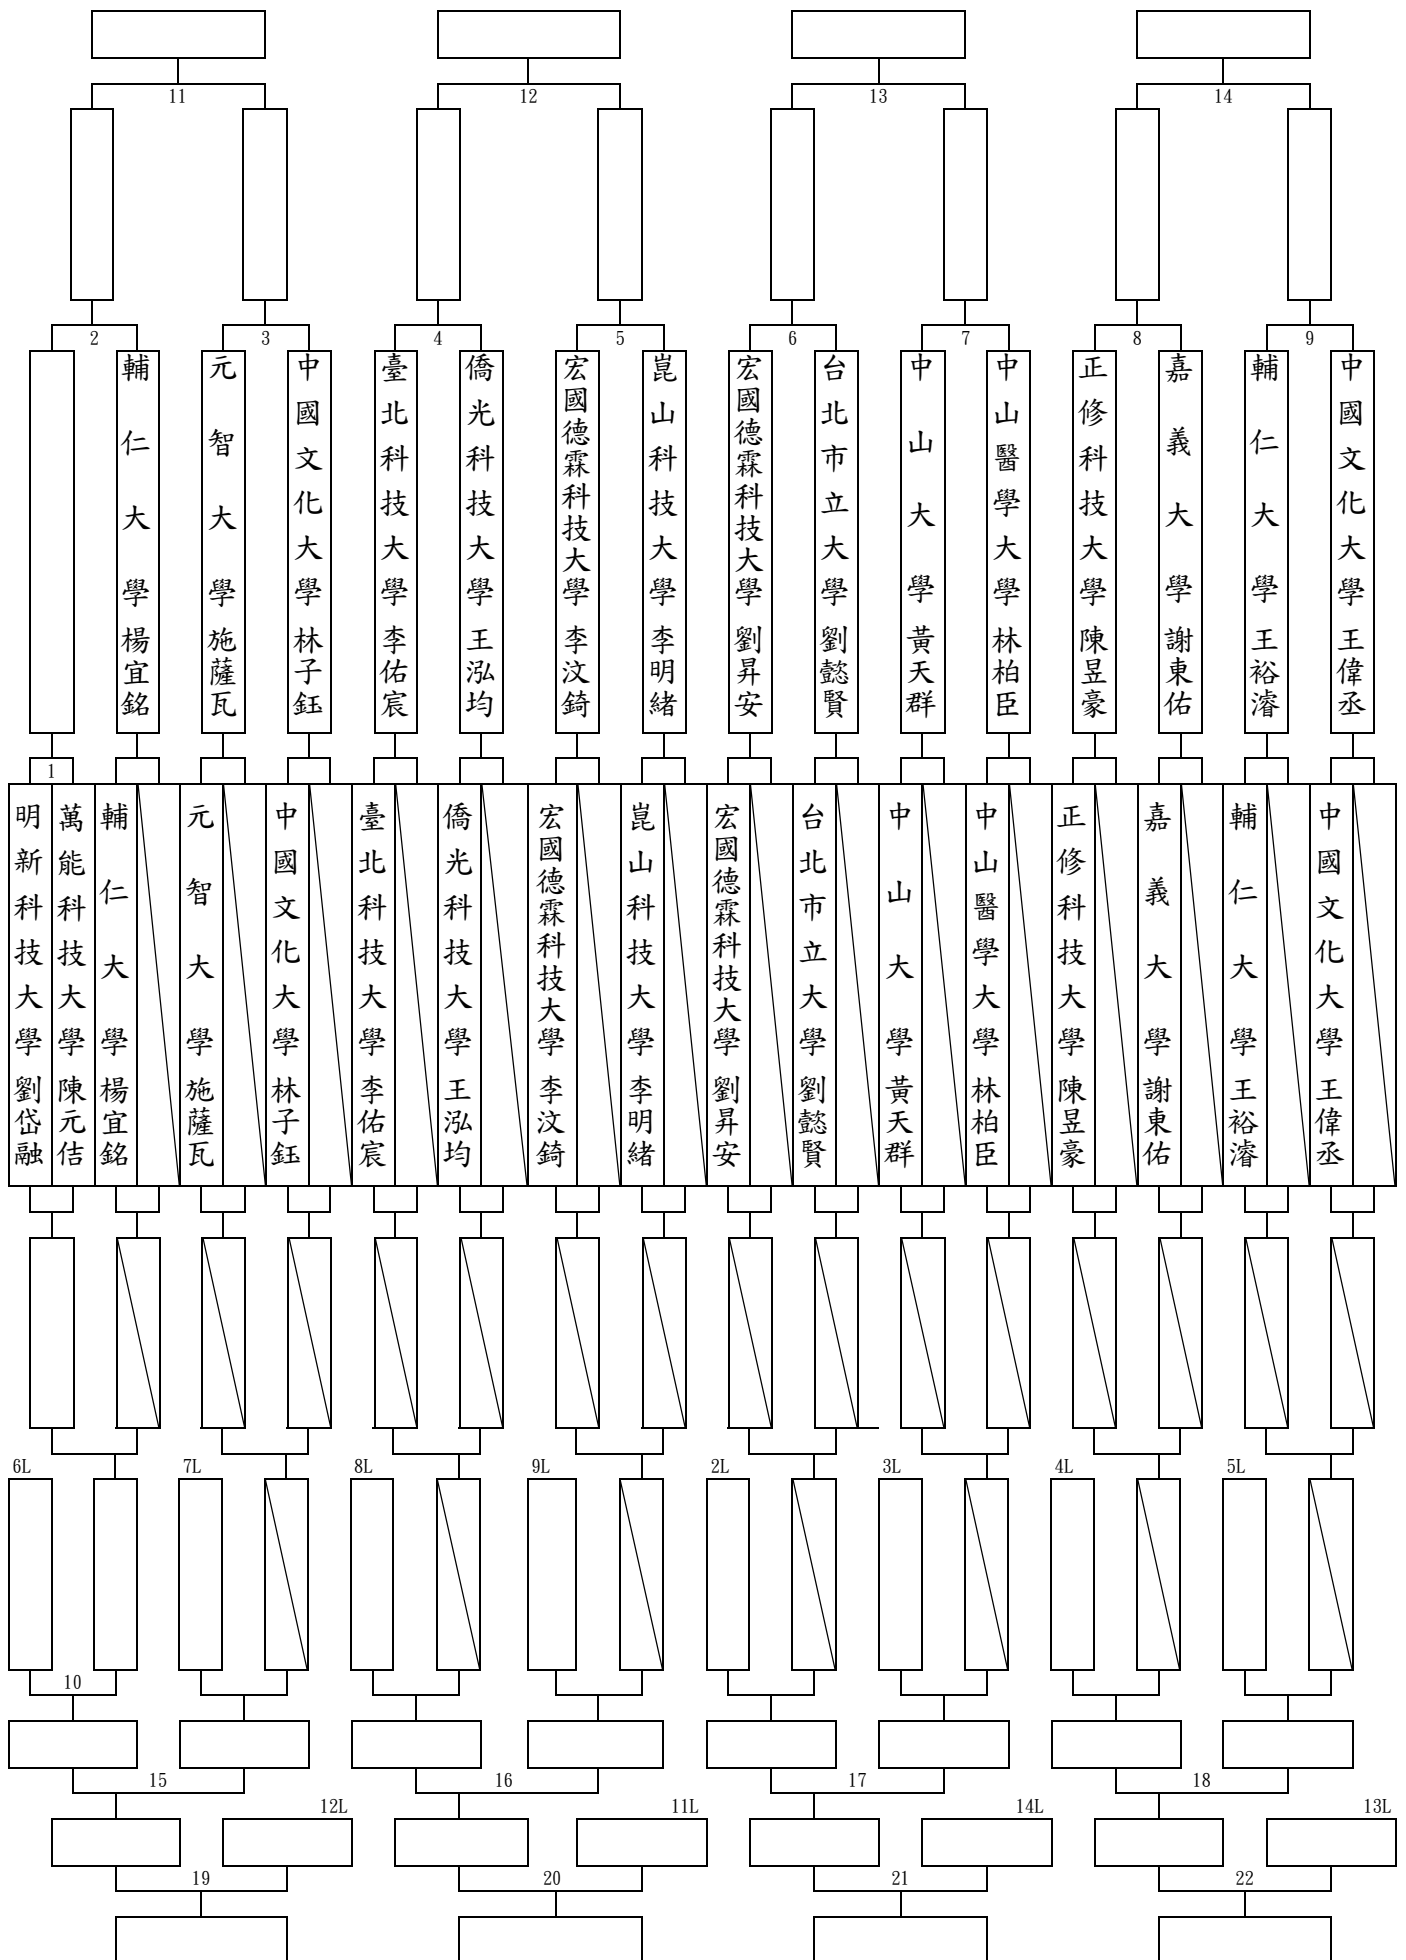 11
12
13
14
2
3
4
5
6
7
8
9
輔仁大學 楊宜銘
元智大學 施薩瓦
中國文化大學 林子鈺
臺北科技大學 李佑宸
僑光科技大學 王泓均
宏國德霖科技大學 李汶錡
崑山科技大學 李明緒
宏國德霖科技大學 劉昇安
台北市立大學 劉懿賢
中山大學 黃天群
中山醫學大學 林柏臣
正修科技大學 陳昱豪
嘉義大學 謝東佑
輔仁大學 王裕濬
中國文化大學 王偉丞
1
明新科技大學 劉岱融
萬能科技大學 陳元佶
輔仁大學 楊宜銘
元智大學 施薩瓦
中國文化大學 林子鈺
臺北科技大學 李佑宸
僑光科技大學 王泓均
宏國德霖科技大學 李汶錡
崑山科技大學 李明緒
宏國德霖科技大學 劉昇安
台北市立大學 劉懿賢
中山大學 黃天群
中山醫學大學 林柏臣
正修科技大學 陳昱豪
嘉義大學 謝東佑
輔仁大學 王裕濬
中國文化大學 王偉丞
6L
7L
8L
9L
2L
3L
4L
5L
10
15
16
17
18
12L
11L
14L
13L
19
20
21
22